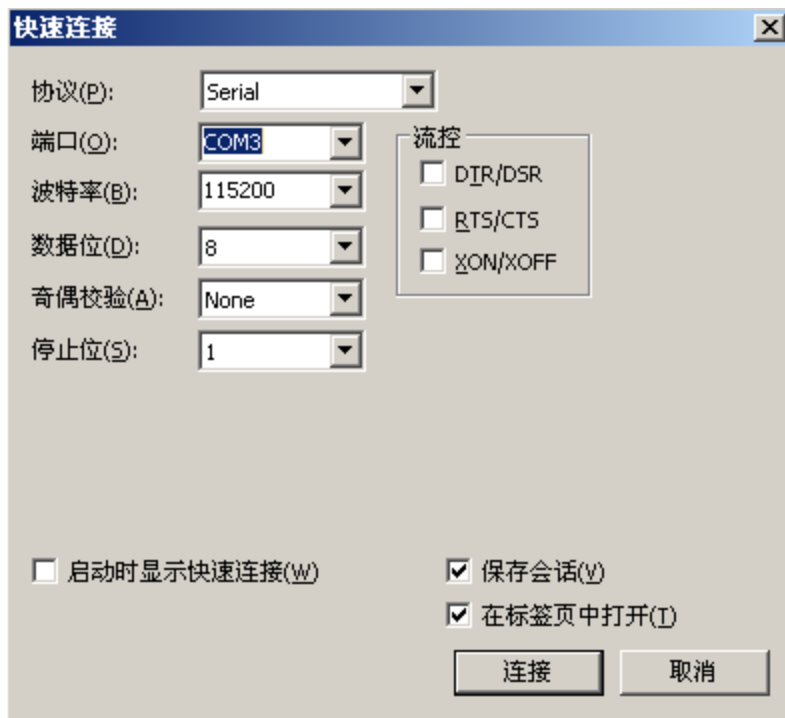 快速连接
协议(P): Serial
端口(O): COM3
波特率(B): 115200
数据位(D): 8
奇偶校验(A): None
停止位(S): 1
流控
DTR/DSR
RTS/CTS
XON/XOFF
启动时显示快速连接(W)
保存会话(V)
在标签页中打开(T)
连接
取消